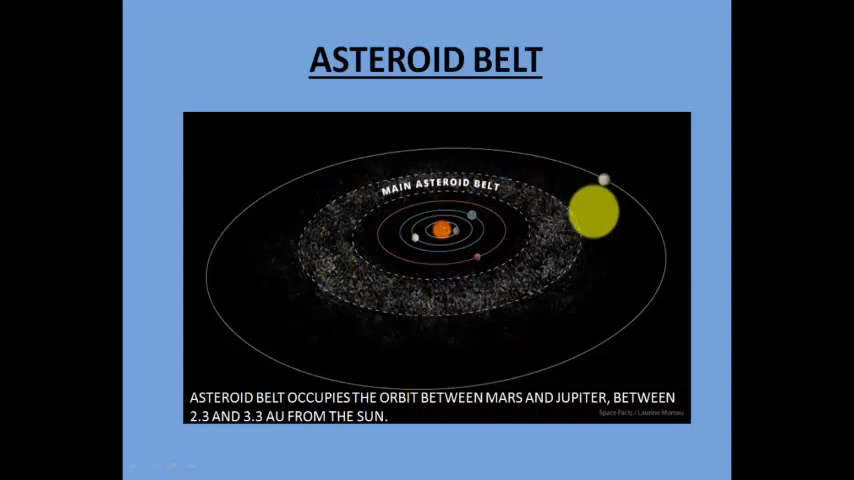 ASTEROID BELT
MAIN ASTEROID BELT
ASTEROID BELT OCCUPIES THE ORBIT BETWEEN MARS AND JUPITER, BETWEEN
2.3 AND 3.3 AU FROM THE SUN.
Space Facts / Laurine Moreau